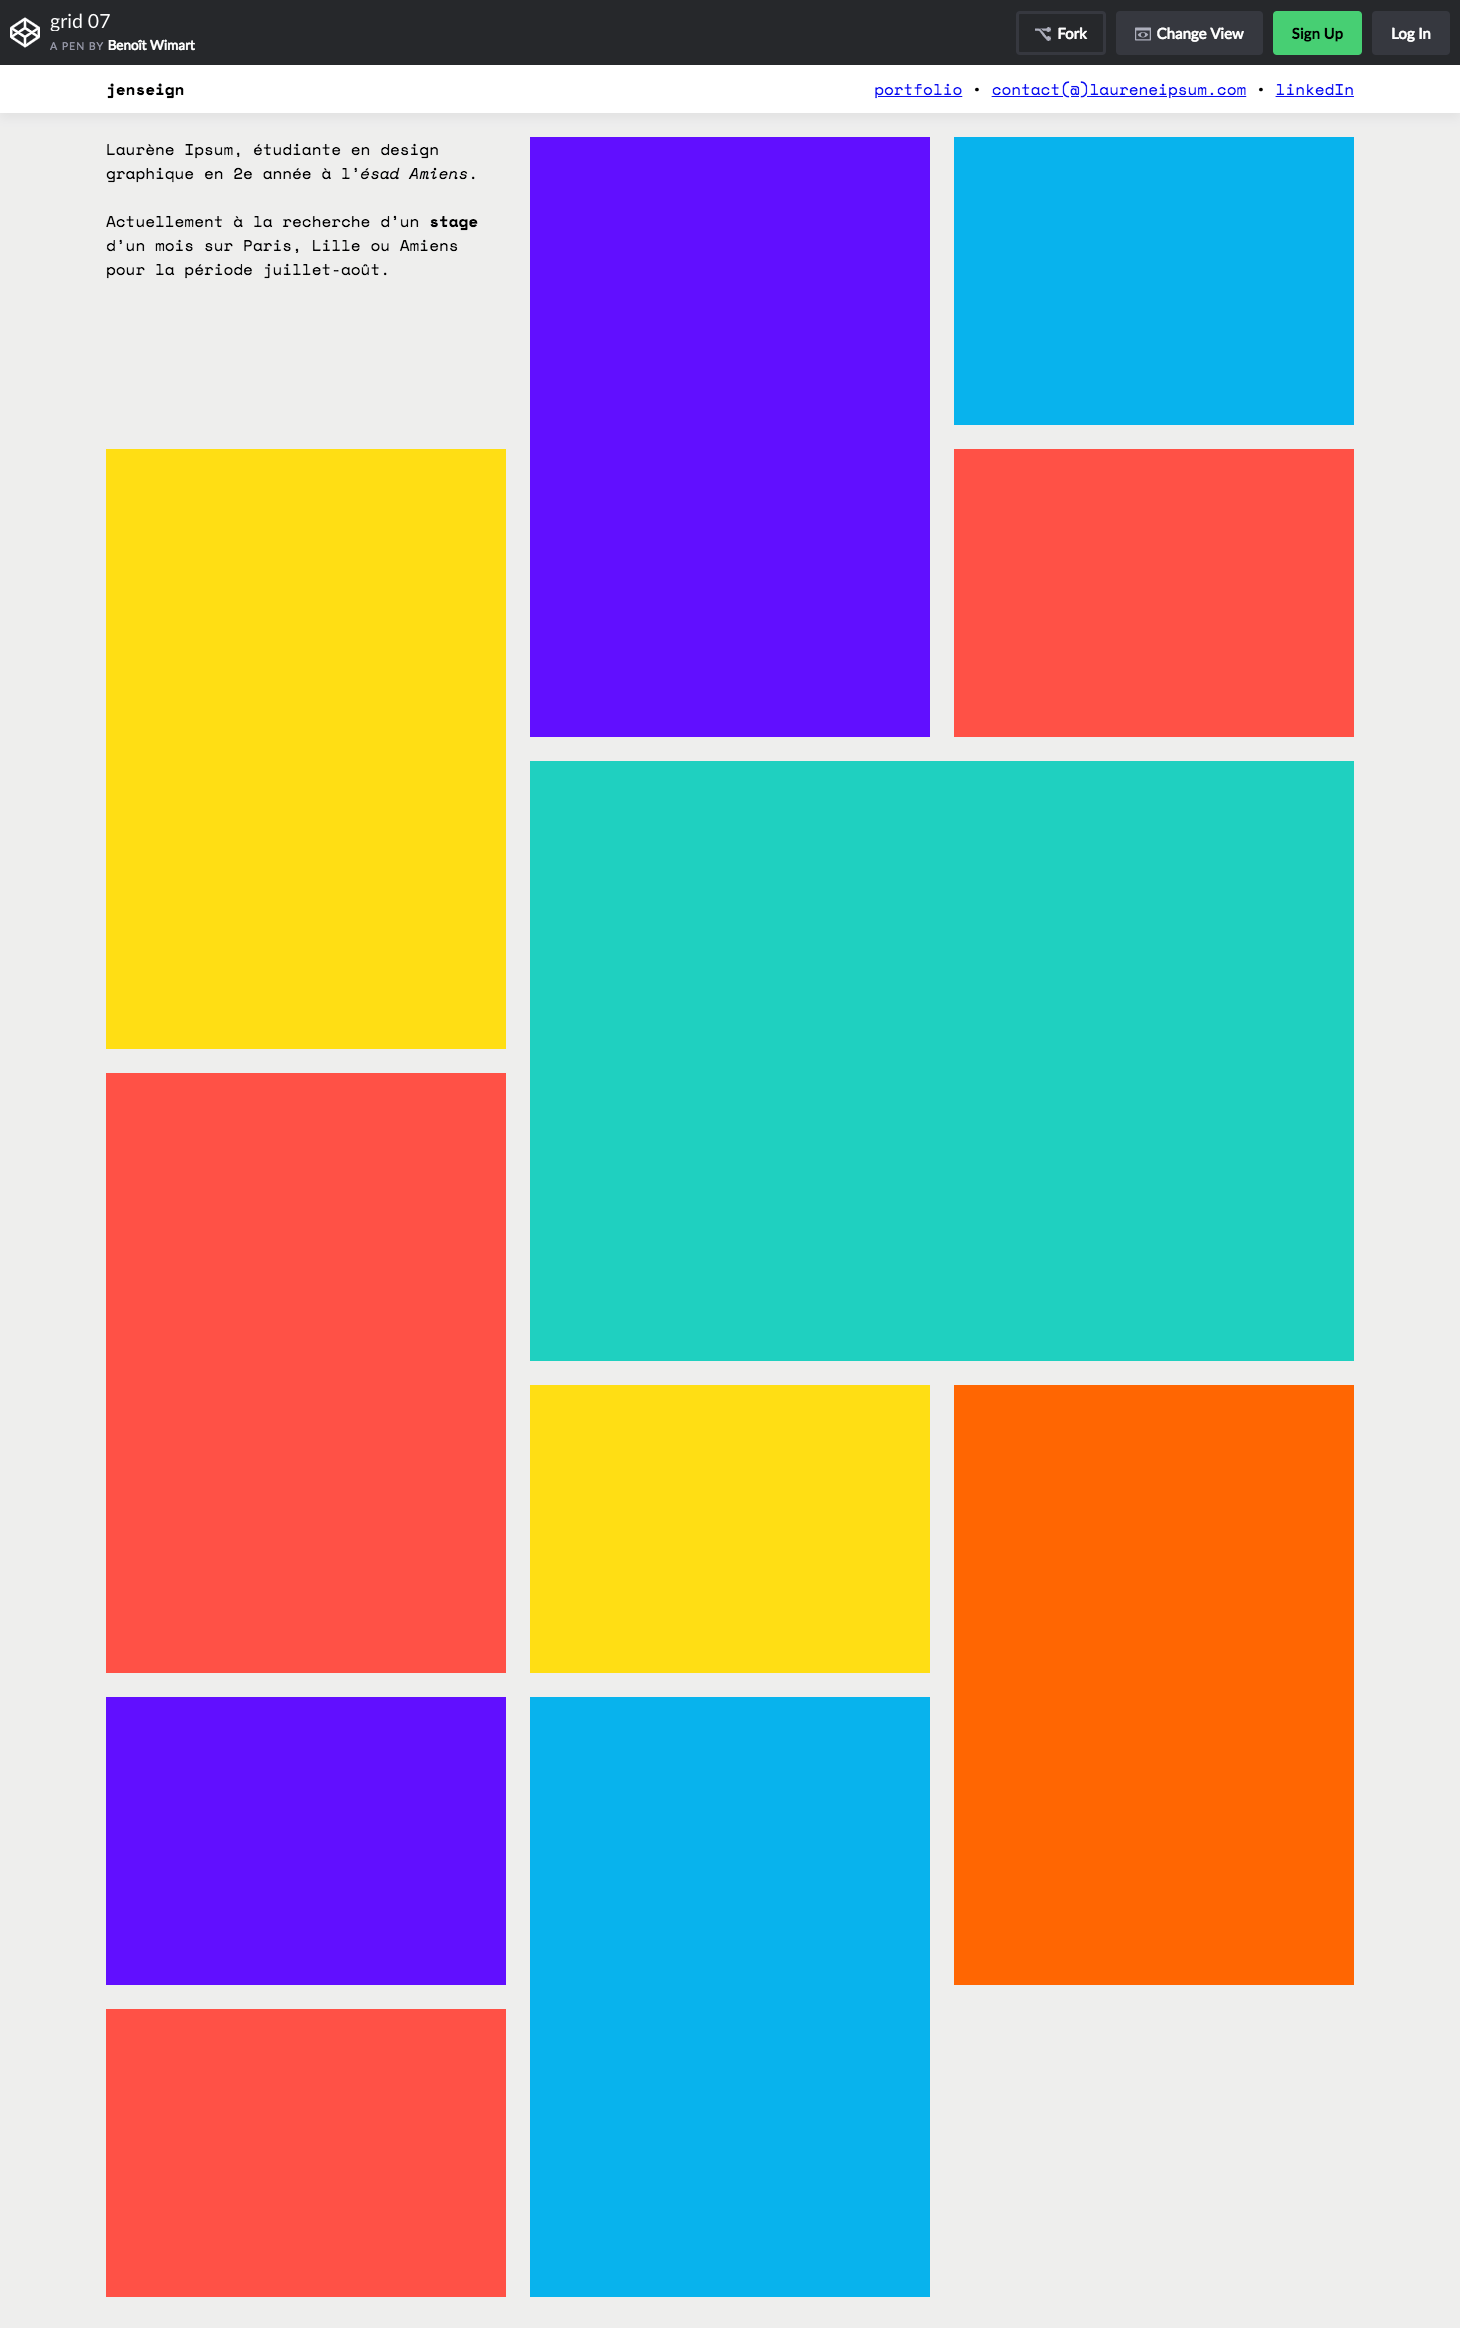 grid 07
A PEN BY Benoît Wimart
Fork
Change View
Sign Up
Log In
jenseign
portfolio • contact(@)laureneipsum.com • linkedIn
Laurène Ipsum, étudiante en design
graphique en 2e année à l’ésad Amiens.
Actuellement à la recherche d’un stage
d’un mois sur Paris, Lille ou Amiens
pour la période juillet-août.